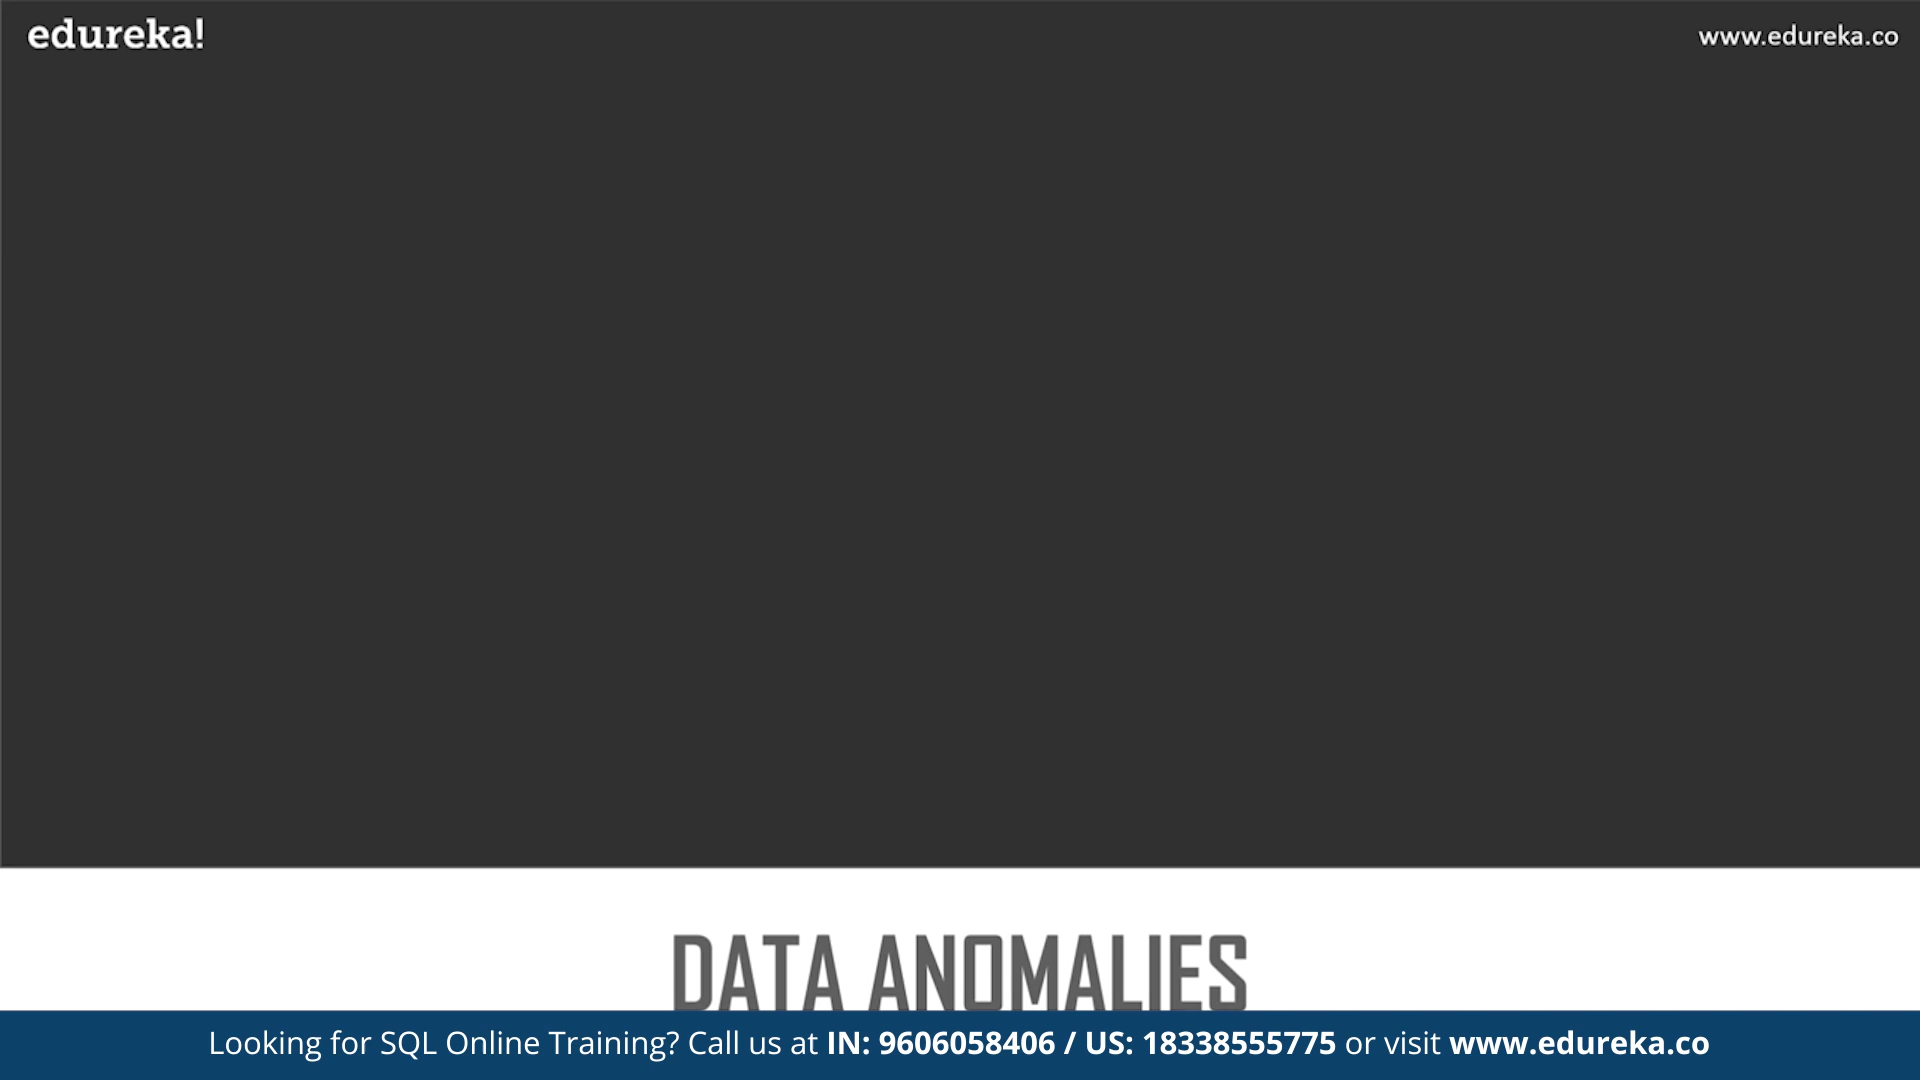 edureka!
www.edureka.co
DATA ANOMALIES
Looking for SQL Online Training? Call us at IN: 9606058406 / US: 18338555775 or visit www.edureka.co